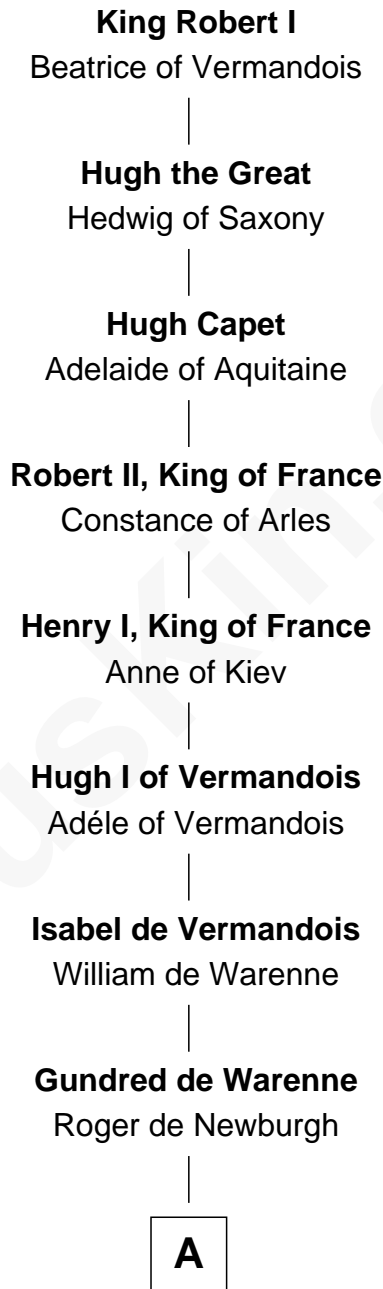 King Robert I
Beatrice of Vermandois
Hugh the Great
Hedwig of Saxony
Hugh Capet
Adelaide of Aquitaine
Robert II, King of France
Constance of Arles
Henry I, King of France
Anne of Kiev
Hugh I of Vermandois
Adéle of Vermandois
Isabel de Vermandois
William de Warenne
Gundred de Warenne
Roger de Newburgh
A